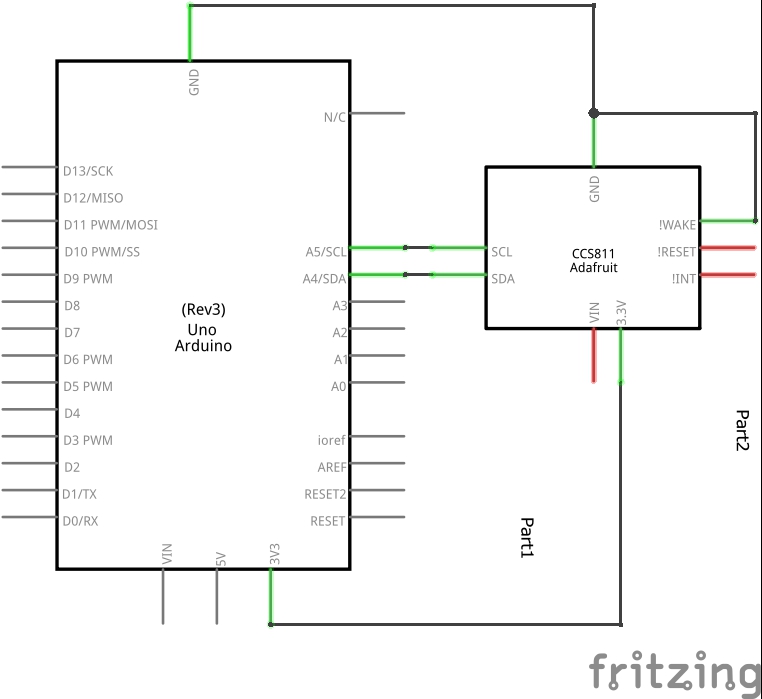 GND
N/C
D13/SCK
D12/MISO
D11 PWM/MOSI
D10 PWM/SS
D9 PWM
D8
D7
D6 PWM
D5 PWM
D4
D3 PWM
D2
D1/TX
D0/RX
(Rev3)
Uno
Arduino
A5/SCL
A4/SDA
A3
A2
A1
A0
ioref
AREF
RESET2
RESET
VIN
5V
3V3
GND
SCL
SDA
CCS811
Adafruit
!WAKE
!RESET
!INT
VIN
3.3V
Part1
Part2
fritzing